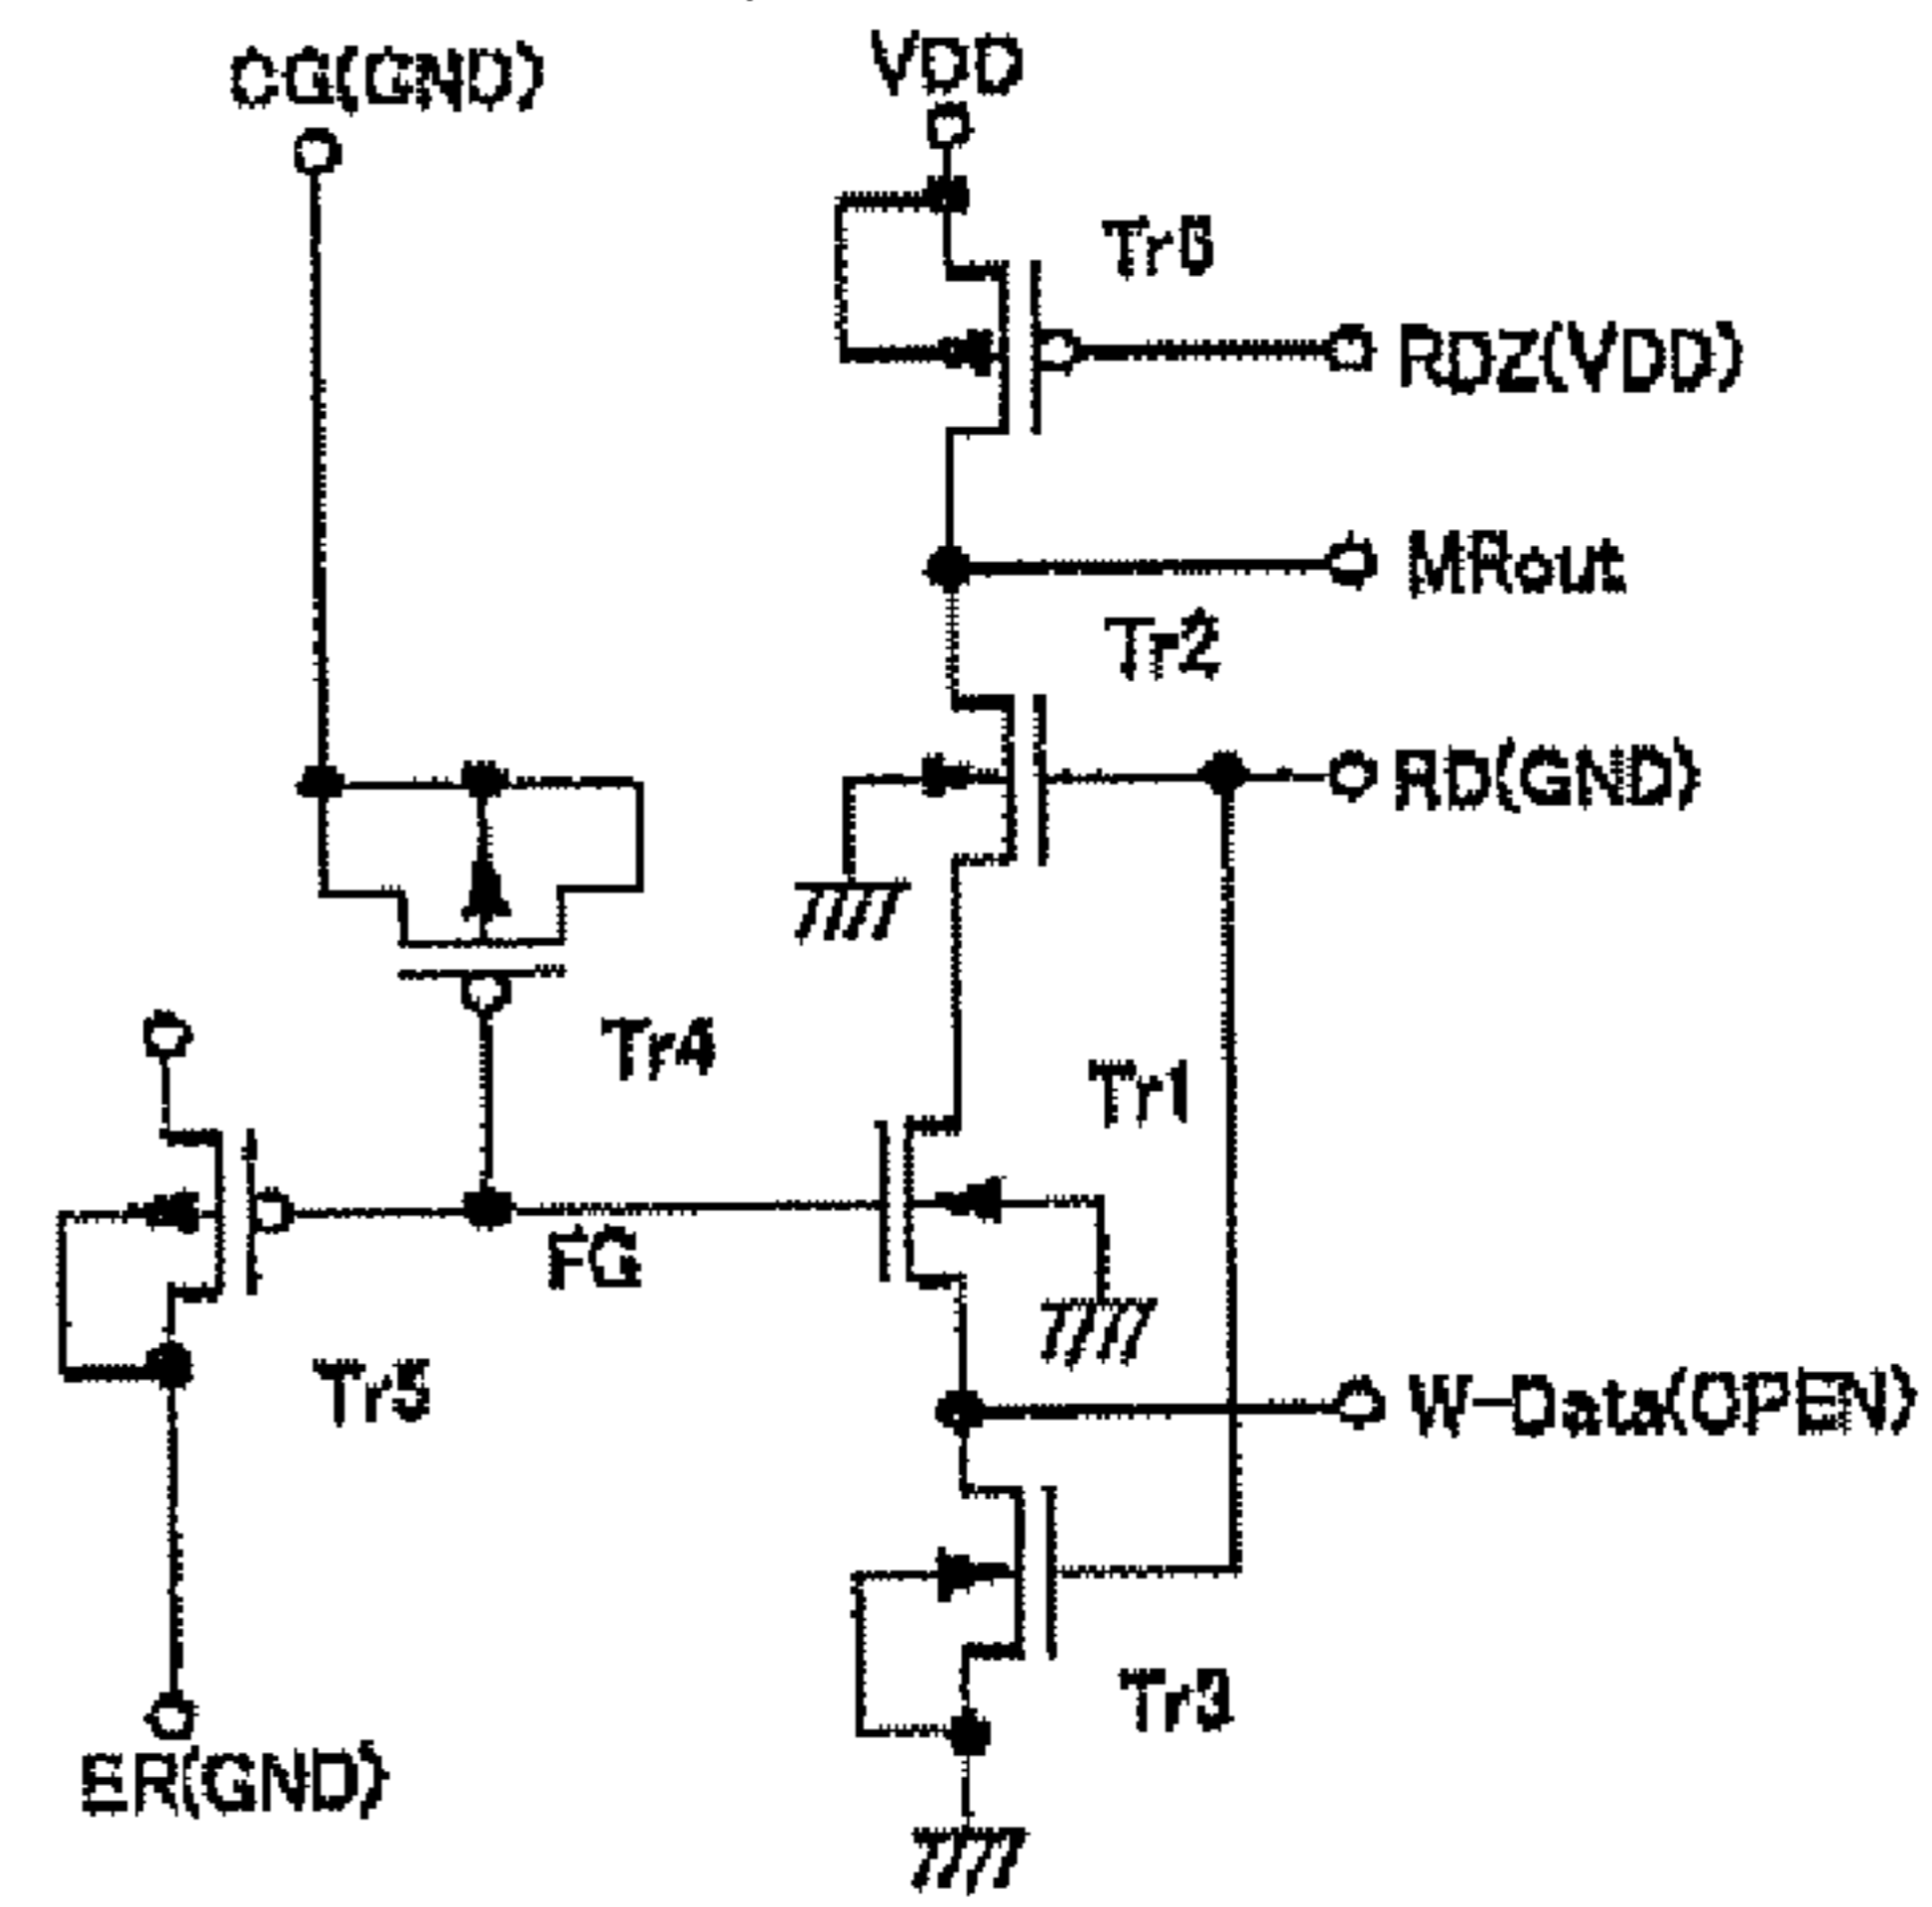 CG(GND)
VDD
Tr6
RDZ(VDD)
MRout
Tr2
RD(GND)
Tr4
Tr1
FG
Tr5
W-Data(OPEN)
Tr3
ER(GND)